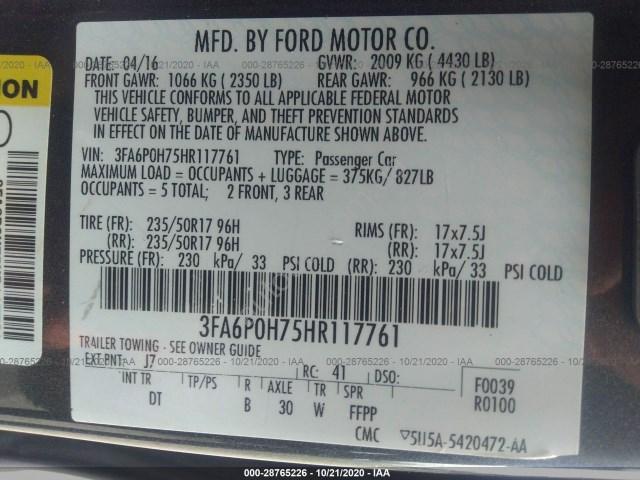 MFD. BY FORD MOTOR CO.
DATE: 04/16 GVWR: 2009 KG ( 4430 LB)
000-28765226 - 10/21/2020 - IAA
FRONT GAWR: 1066 KG ( 2350 LB) REAR GAWR: 966 KG ( 2130 LB)
THIS VEHICLE CONFORMS TO ALL APPLICABLE FEDERAL MOTOR
VEHICLE SAFETY, BUMPER, AND THEFT PREVENTION STANDARDS
IN EFFECT ON THE DATE OF MANUFACTURE SHOWN ABOVE.
VIN: 3FA6P0H75HR117761 TYPE: Passenger Car
MAXIMUM LOAD = OCCUPANTS + LUGGAGE = 375KG/ 827LB
OCCUPANTS = 5 TOTAL; 2 FRONT, 3 REAR
TIRE (FR): 235/50R17 96H RIMS (FR): 17x7.5J
(RR): 235/50R17 96H (RR): 17x7.5J
PRESSURE (FR): 230 kPa/ 33 PSI COLD (RR): 230 kPa/ 33 PSI COLD
3FA6P0H75HR117761
TRAILER TOWING - SEE OWNER GUIDE
EXT PNT: J7 RC: 41 DSO:
INT TR TP/PS R AXLE TR SPR
DT B 30 W FFPP
F0039
R0100
CMC 5U5A-5420472-AA
000-28765226 - 10/21/2020 - IAA